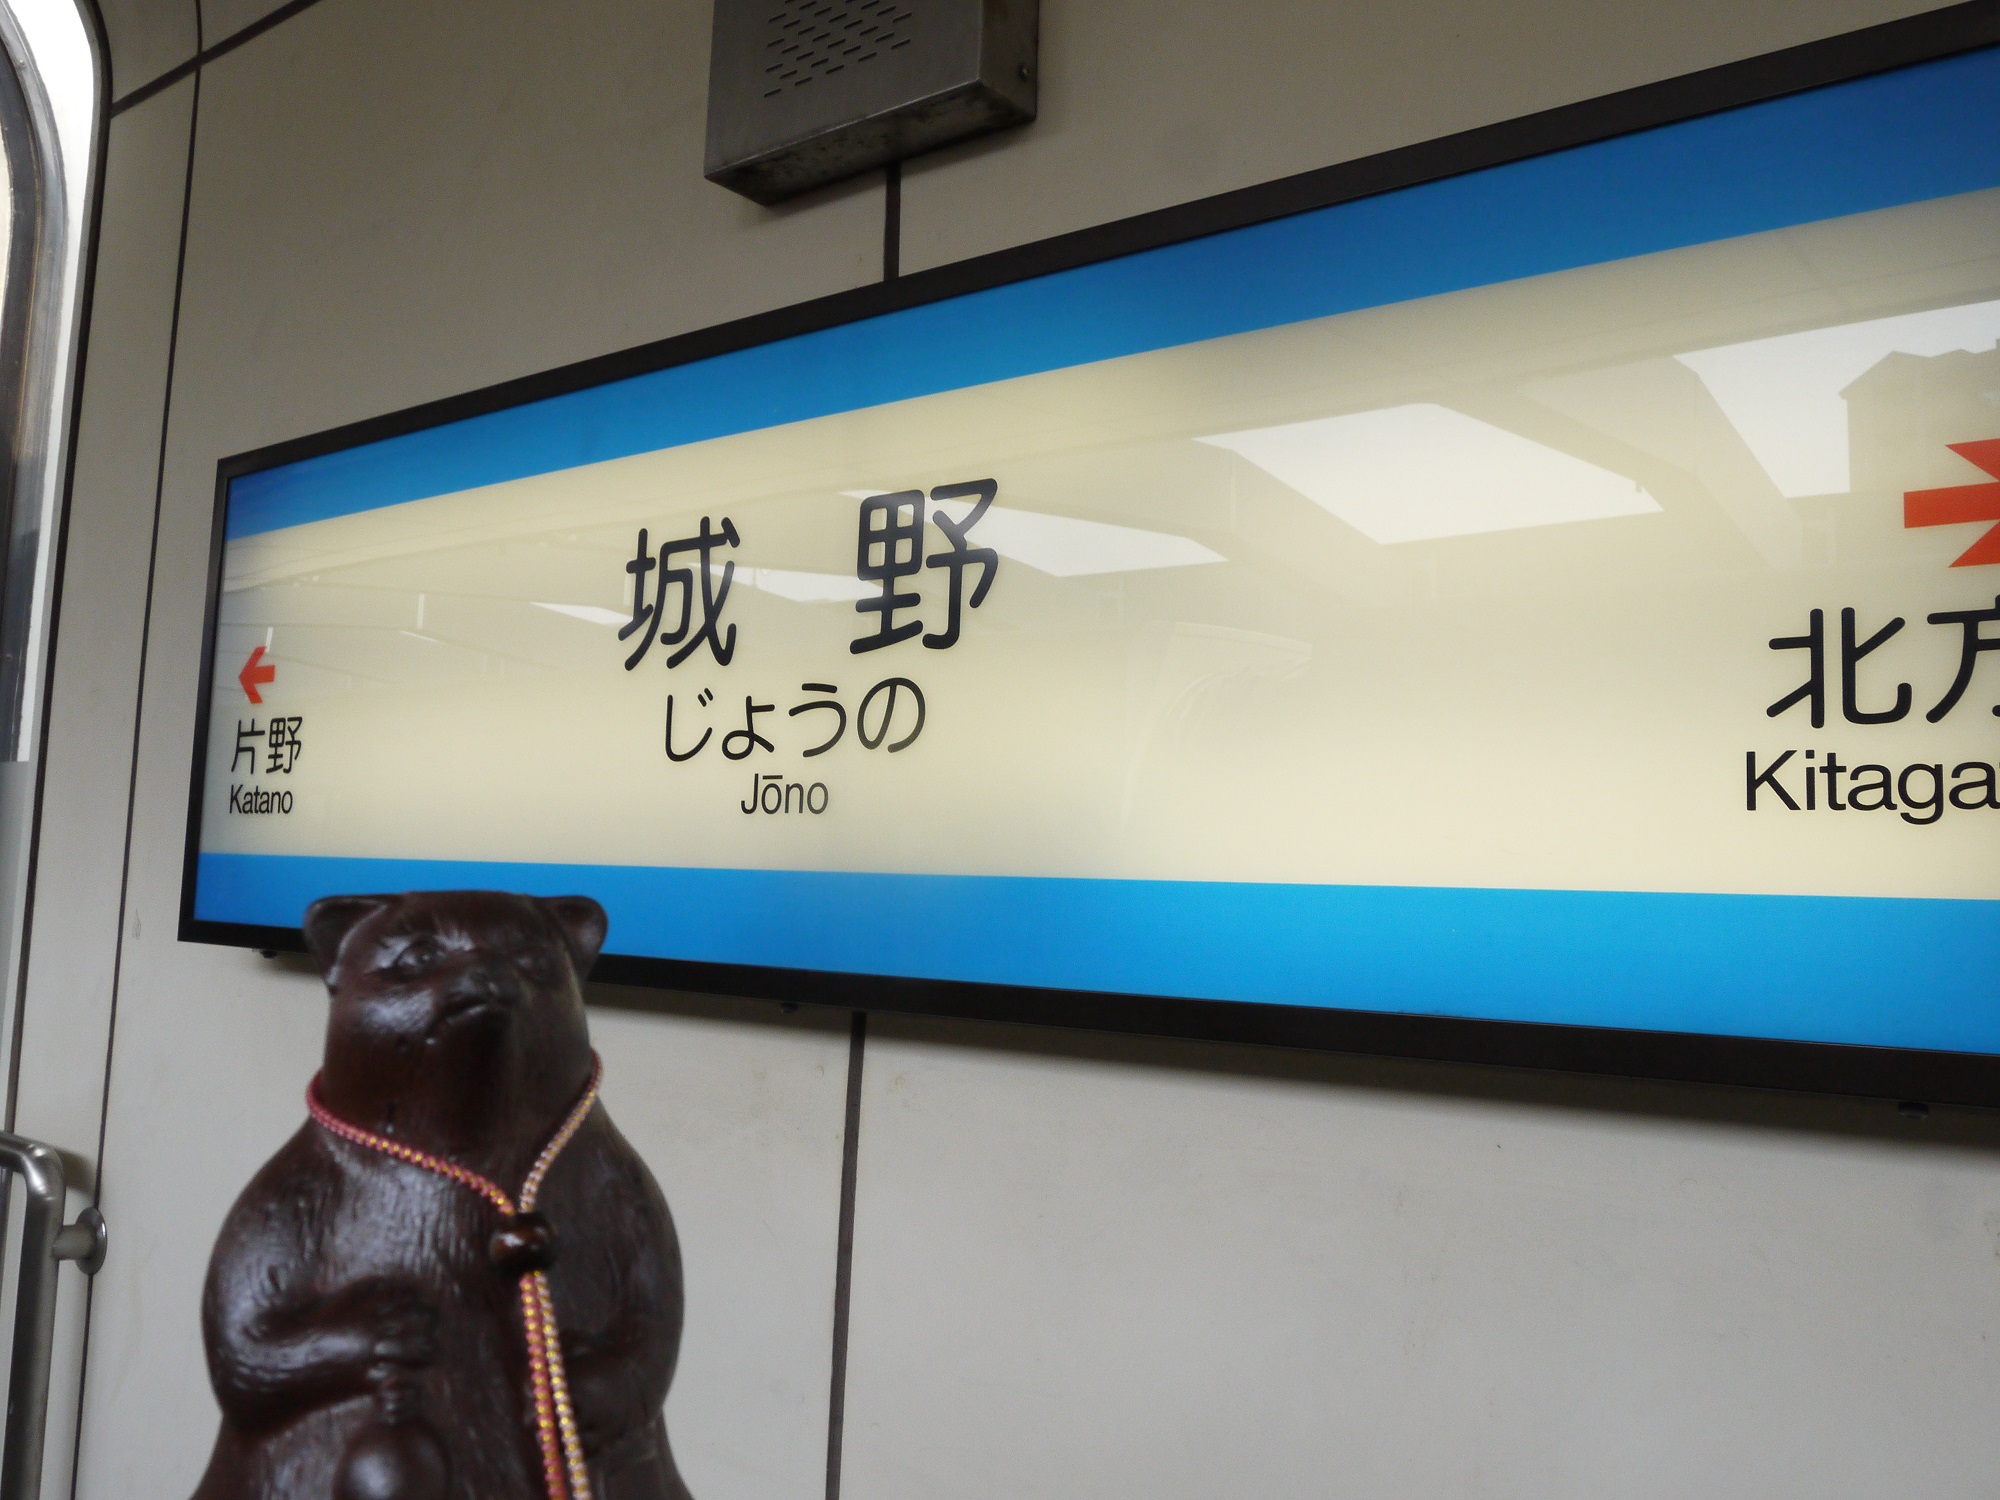 城野
じょうの
Jōno
片野
Katano
北方
Kitaga